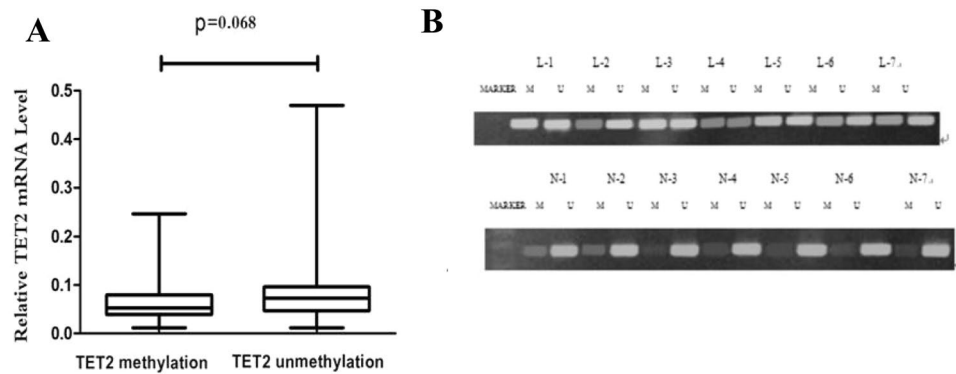 A
p=0.068
Relative TET2 mRNA Level
0.5
0.4
0.3
0.2
0.1
0.0
TET2 methylation TET2 unmethylation
B
L-1 L-2 L-3 L-4 L-5 L-6 L-7
MARKER M U M U M U M U M U M U M U
N-1 N-2 N-3 N-4 N-5 N-6 N-7
MARKER M U M U M U M U M U M U M U